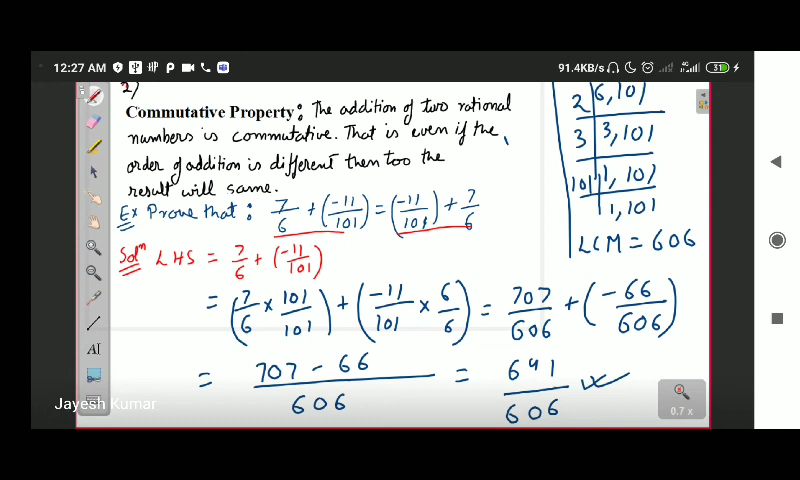 12:27 AM
91.4KB/s
4G
31
2)
Commutative Property: The addition of two rational
numbers is commutative. That is even if the
order of addition is different then too the
result will same.
Ex Prove that: 7/6 + (-11/101) = (-11/101) + 7/6
Solⁿ LHS = 7/6 + (-11/101)
= (7/6 × 101/101) + (-11/101 × 6/6) = 707/606 + (-66/606)
= 707 - 66/606 = 641/606
2 | 6, 101
3 | 3, 101
101 | 1, 101
1, 101
LCM = 606
AI
Jayesh Kumar
0.7 x